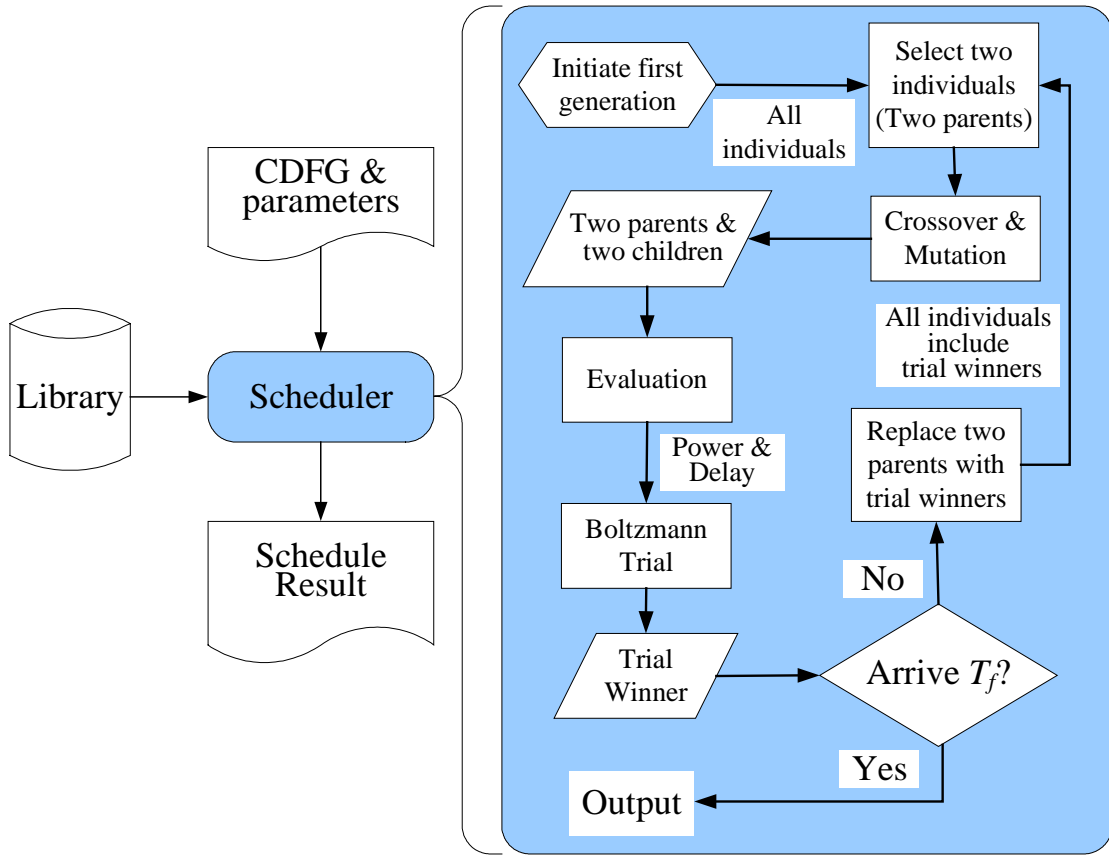 CDFG &
parameters
Library
Scheduler
Schedule
Result
Initiate first
generation
All
individuals
Select two
individuals
(Two parents)
Crossover &
Mutation
Two parents &
two children
Evaluation
Power &
Delay
Boltzmann
Trial
Trial
Winner
Arrive Tf?
No
Replace two
parents with
trial winners
All individuals
include
trial winners
Yes
Output